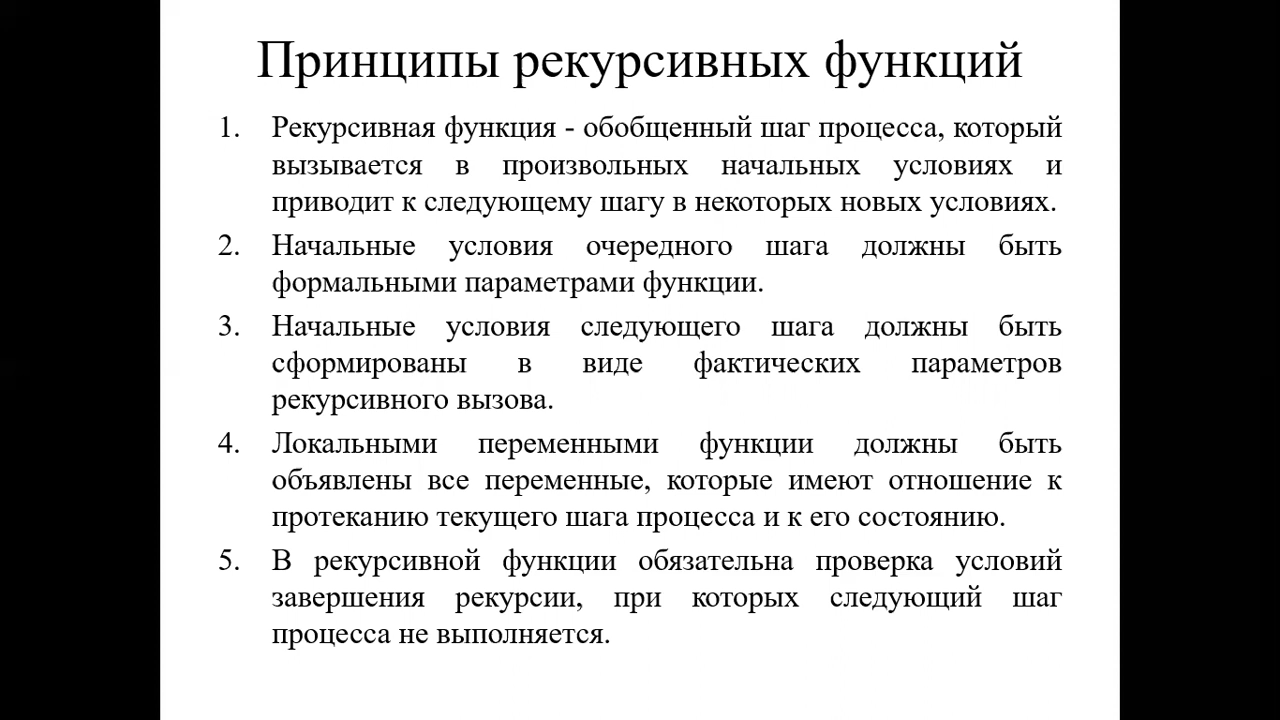 Принципы рекурсивных функций
1. Рекурсивная функция - обобщенный шаг процесса, который
вызывается в произвольных начальных условиях и
приводит к следующему шагу в некоторых новых условиях.
2. Начальные условия очередного шага должны быть
формальными параметрами функции.
3. Начальные условия следующего шага должны быть
сформированы в виде фактических параметров
рекурсивного вызова.
4. Локальными переменными функции должны быть
объявлены все переменные, которые имеют отношение к
протеканию текущего шага процесса и к его состоянию.
5. В рекурсивной функции обязательна проверка условий
завершения рекурсии, при которых следующий шаг
процесса не выполняется.